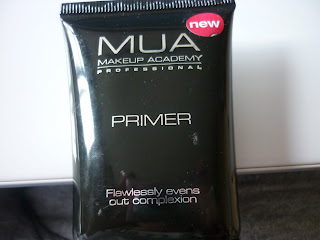 new
MUA
MAKEUP ACADEMY
PROFESSIONAL
PRIMER
Flawlessly evens
out complexion